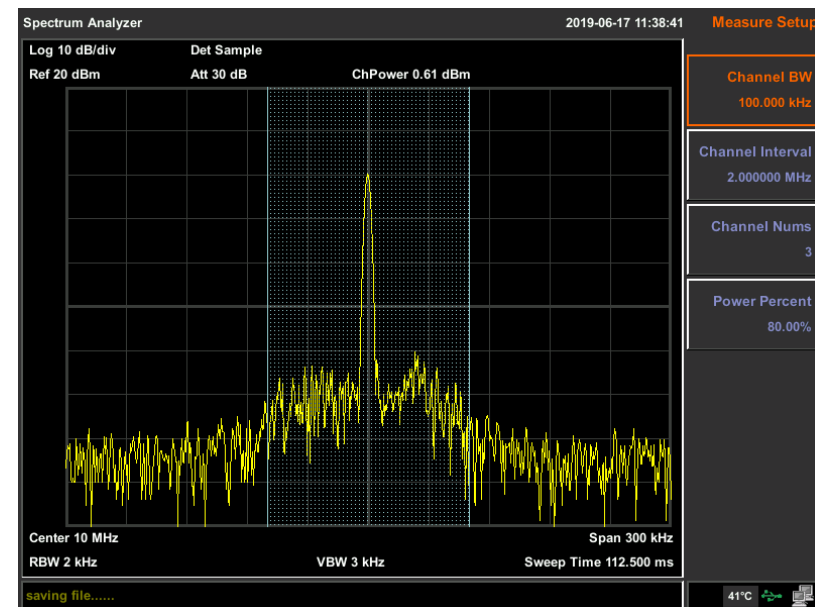 Spectrum Analyzer 2019-06-17 11:38:41 Measure Setup
Log 10 dB/div Det Sample
Ref 20 dBm Att 30 dB ChPower 0.61 dBm
Channel BW
100.000 kHz
Channel Interval
2.000000 MHz
Channel Nums
3
Power Percent
80.00%
Center 10 MHz Span 300 kHz
RBW 2 kHz VBW 3 kHz Sweep Time 112.500 ms
saving file...... 41°C